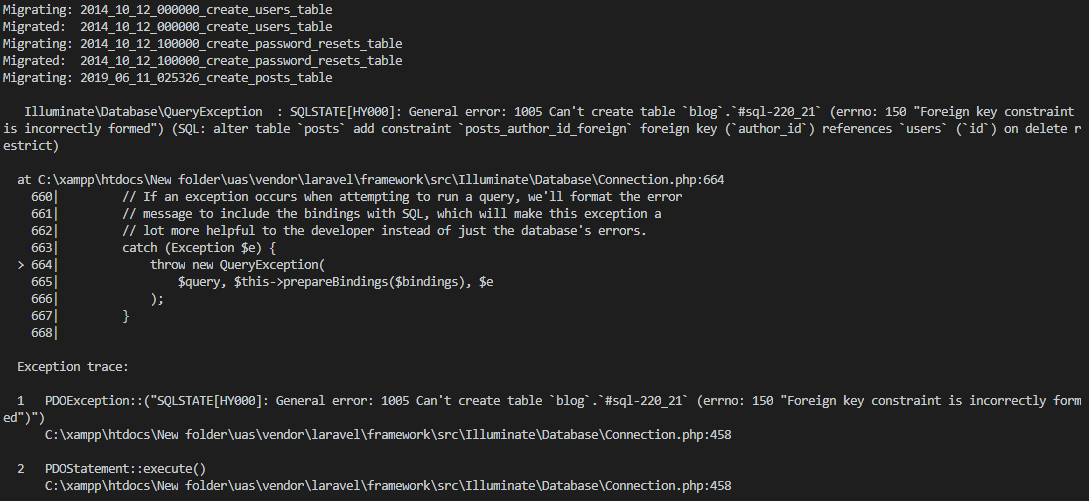 Migrating: 2014_10_12_000000_create_users_table
Migrated:  2014_10_12_000000_create_users_table
Migrating: 2014_10_12_100000_create_password_resets_table
Migrated:  2014_10_12_100000_create_password_resets_table
Migrating: 2019_06_11_025326_create_posts_table
Illuminate\Database\QueryException  : SQLSTATE[HY000]: General error: 1005 Can't create table `blog`.`#sql-220_21` (errno: 150 "Foreign key constraint
is incorrectly formed") (SQL: alter table `posts` add constraint `posts_author_id_foreign` foreign key (`author_id`) references `users` (`id`) on delete r
estrict)
at C:\xampp\htdocs\New folder\uas\vendor\laravel\framework\src\Illuminate\Database\Connection.php:664
660|         // If an exception occurs when attempting to run a query, we'll format the error
661|         // message to include the bindings with SQL, which will make this exception a
662|         // lot more helpful to the developer instead of just the database's errors.
663|         catch (Exception $e) {
> 664|             throw new QueryException(
665|                 $query, $this->prepareBindings($bindings), $e
666|             );
667|         }
668|
Exception trace:
1   PDOException::("SQLSTATE[HY000]: General error: 1005 Can't create table `blog`.`#sql-220_21` (errno: 150 "Foreign key constraint is incorrectly form
ed")")
C:\xampp\htdocs\New folder\uas\vendor\laravel\framework\src\Illuminate\Database\Connection.php:458
2   PDOStatement::execute()
C:\xampp\htdocs\New folder\uas\vendor\laravel\framework\src\Illuminate\Database\Connection.php:458